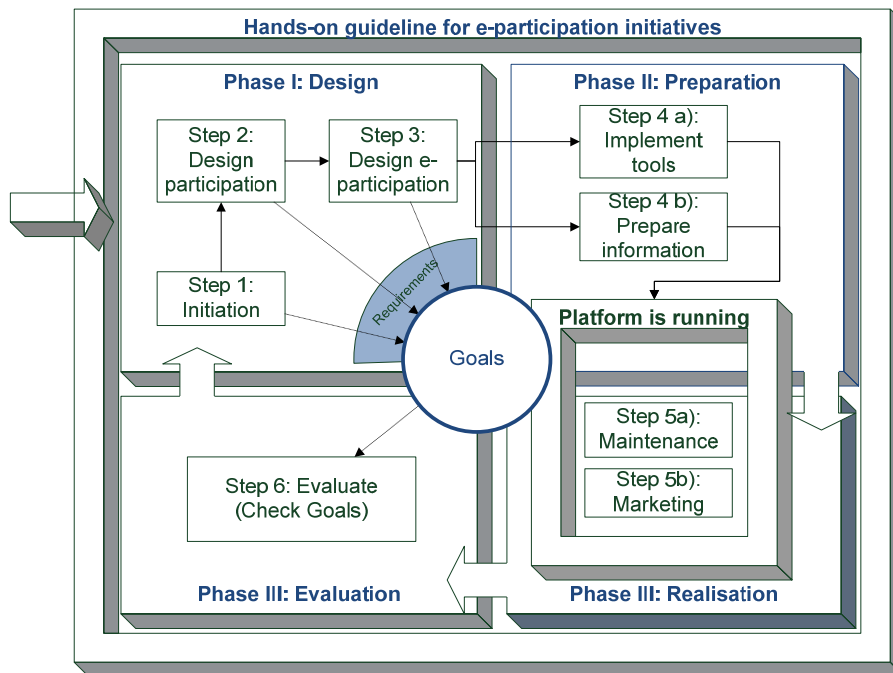 Hands-on guideline for e-participation initiatives
Phase I: Design
Step 2:
Design
participation
Step 3:
Design e-
participation
Step 1:
Initiation
Requirements
Goals
Phase II: Preparation
Step 4 a):
Implement
tools
Step 4 b):
Prepare
information
Platform is running
Step 5a):
Maintenance
Step 5b):
Marketing
Phase III: Realisation
Step 6: Evaluate
(Check Goals)
Phase III: Evaluation